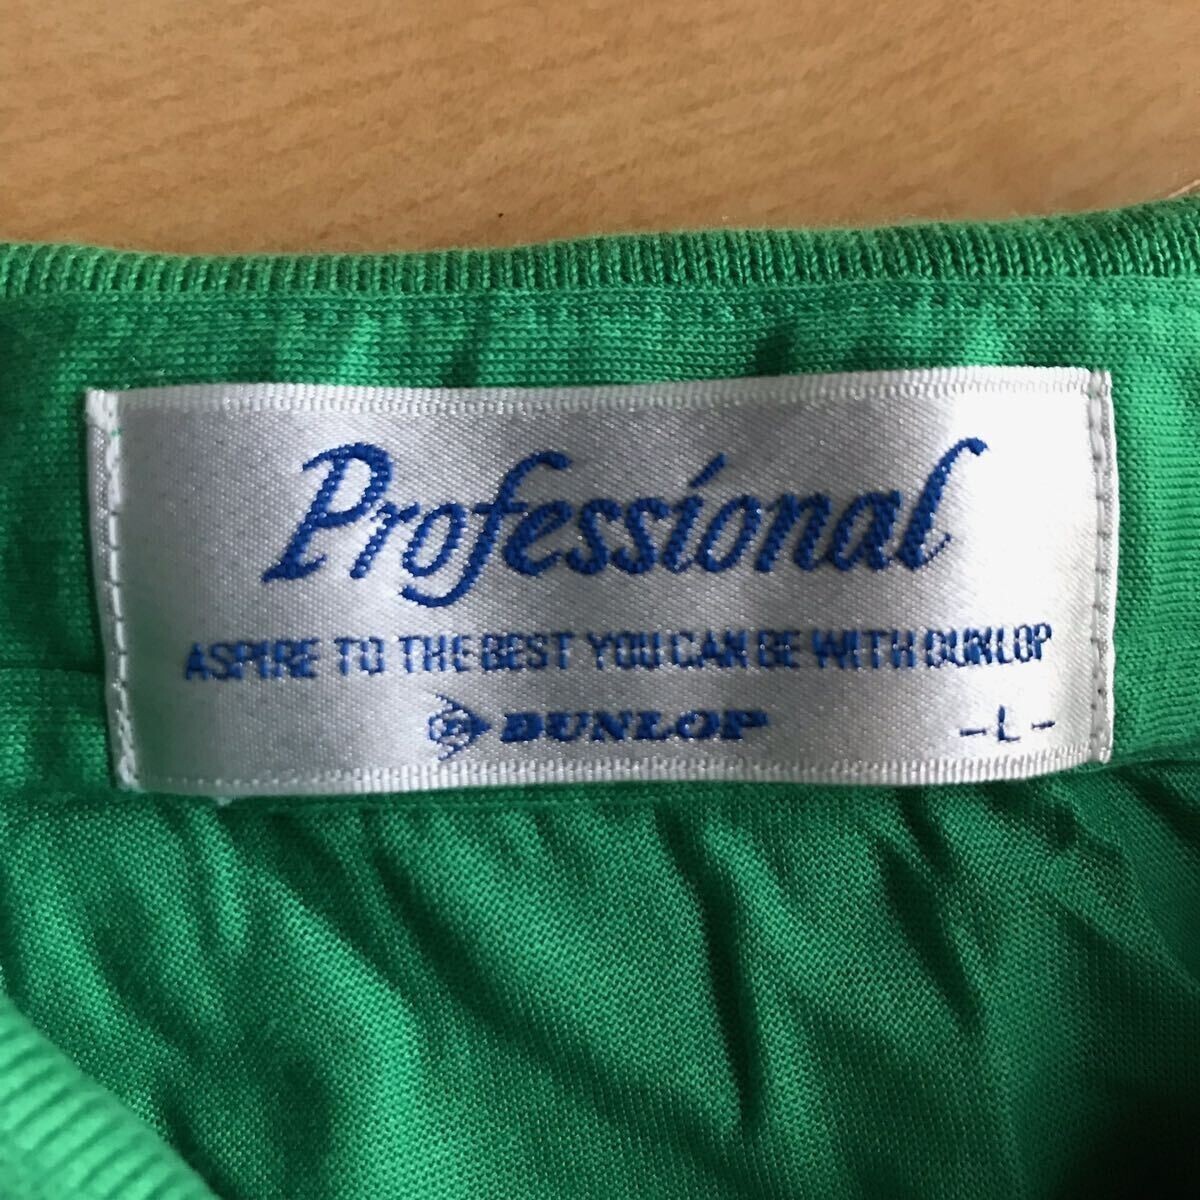 Professional
ASPIRE TO THE BEST YOU CAN BE WITH DUNLOP
DUNLOP
-L-